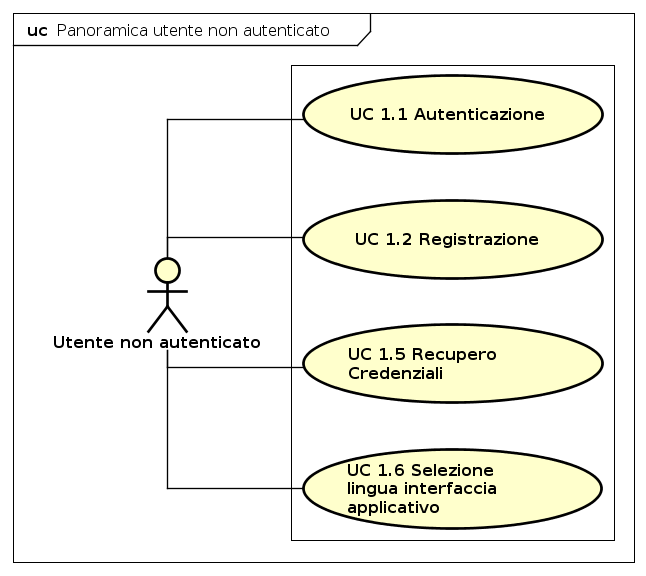 uc Panoramica utente non autenticato
UC 1.1 Autenticazione
UC 1.2 Registrazione
Utente non autenticato
UC 1.5 Recupero
Credenziali
UC 1.6 Selezione
lingua interfaccia
applicativo